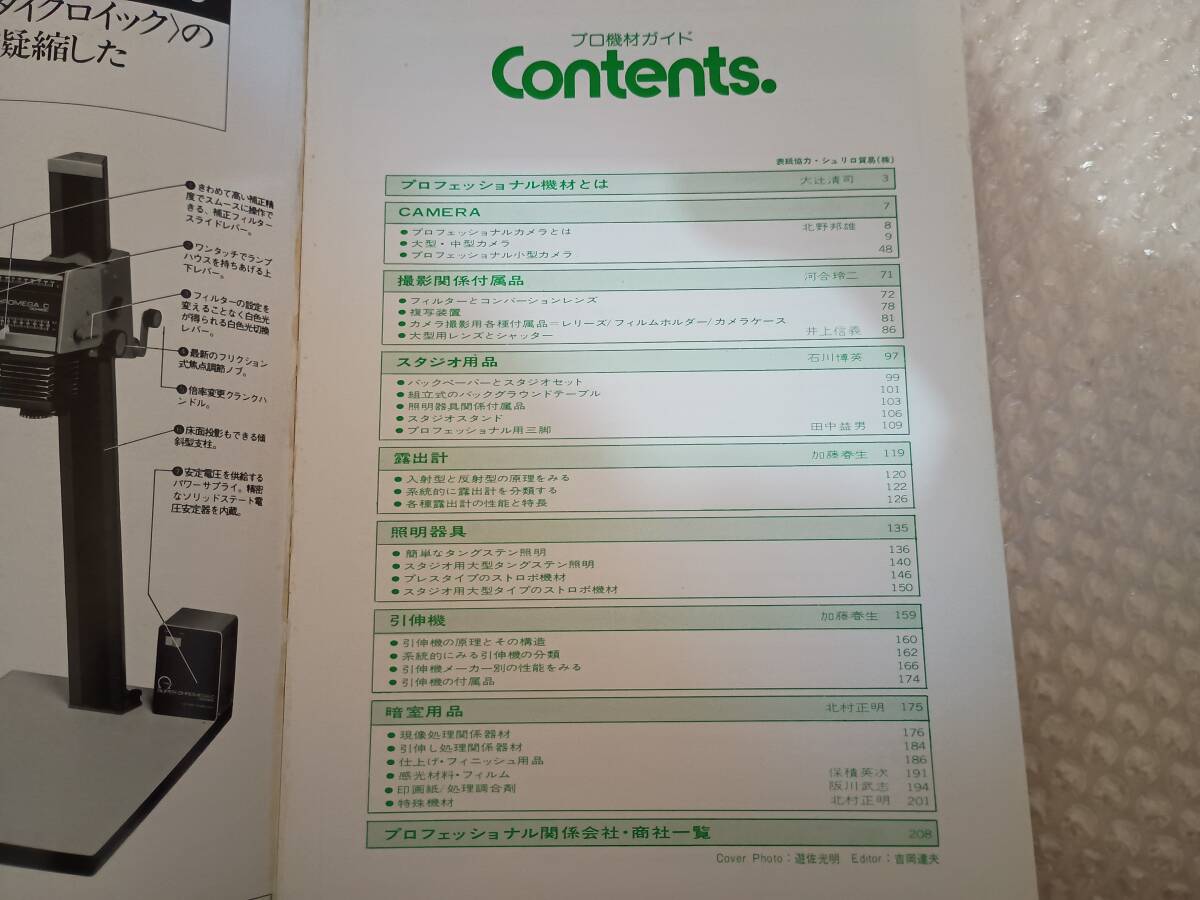 ダイクロイック〉の
凝縮した
❶きわめて高い補正精
度でスムースに操作で
きる、補正フィルター
スライドレバー。
❷ワンタッチでランプ
ハウスを持ちあげる上
下レバー。
❸フィルターの設定を
変えることなく白色光
が得られる白色光切換
レバー。
❹最新のフリクション
式焦点調節ノブ。
❺倍率変更クランクハ
ンドル。
❻床面投影もできる傾
斜型支柱。
❼安定電圧を供給する
パワーサプライ。精密
なソリッドステート電
圧安定器を内蔵。
プロ機材ガイド
Contents.
表紙協力・シュリロ貿易(株)
プロフェッショナル機材とは 大辻清司 3
CAMERA 7
●プロフェッショナルカメラとは 北野邦雄 8
●大型・中型カメラ 9
●プロフェッショナル小型カメラ 48
撮影関係付属品 河合玲二 71
●フィルターとコンバーションレンズ 72
●複写装置 78
●カメラ撮影用各種付属品=レリーズ/フィルムホルダー/カメラケース 81
●大型用レンズとシャッター 井上信義 86
スタジオ用品 石川博英 97
●バックペーパーとスタジオセット 99
●組立式のバックグラウンドテーブル 101
●照明器具関係付属品 103
●スタジオスタンド 106
●プロフェッショナル用三脚 田中益男 109
露出計 加藤春生 119
●入射型と反射型の原理をみる 120
●系統的に露出計を分類する 122
●各種露出計の性能と特長 126
照明器具 135
●簡単なタングステン照明 136
●スタジオ用大型タングステン照明 140
●プレスタイプのストロボ機材 146
●スタジオ用大型タイプのストロボ機材 150
引伸機 加藤春生 159
●引伸機の原理とその構造 160
●系統的にみる引伸機の分類 162
●引伸機メーカー別の性能をみる 166
●引伸機の付属品 174
暗室用品 北村正明 175
●現像処理関係器材 176
●引伸し処理関係器材 184
●仕上げ・フィニッシュ用品 186
●感光材料・フィルム 保積英次 191
●印画紙/処理調合剤 阪川武志 194
●特殊機材 北村正明 201
プロフェッショナル関係会社・商社一覧 208
Cover Photo：遊佐光明 Editor：吉岡達夫